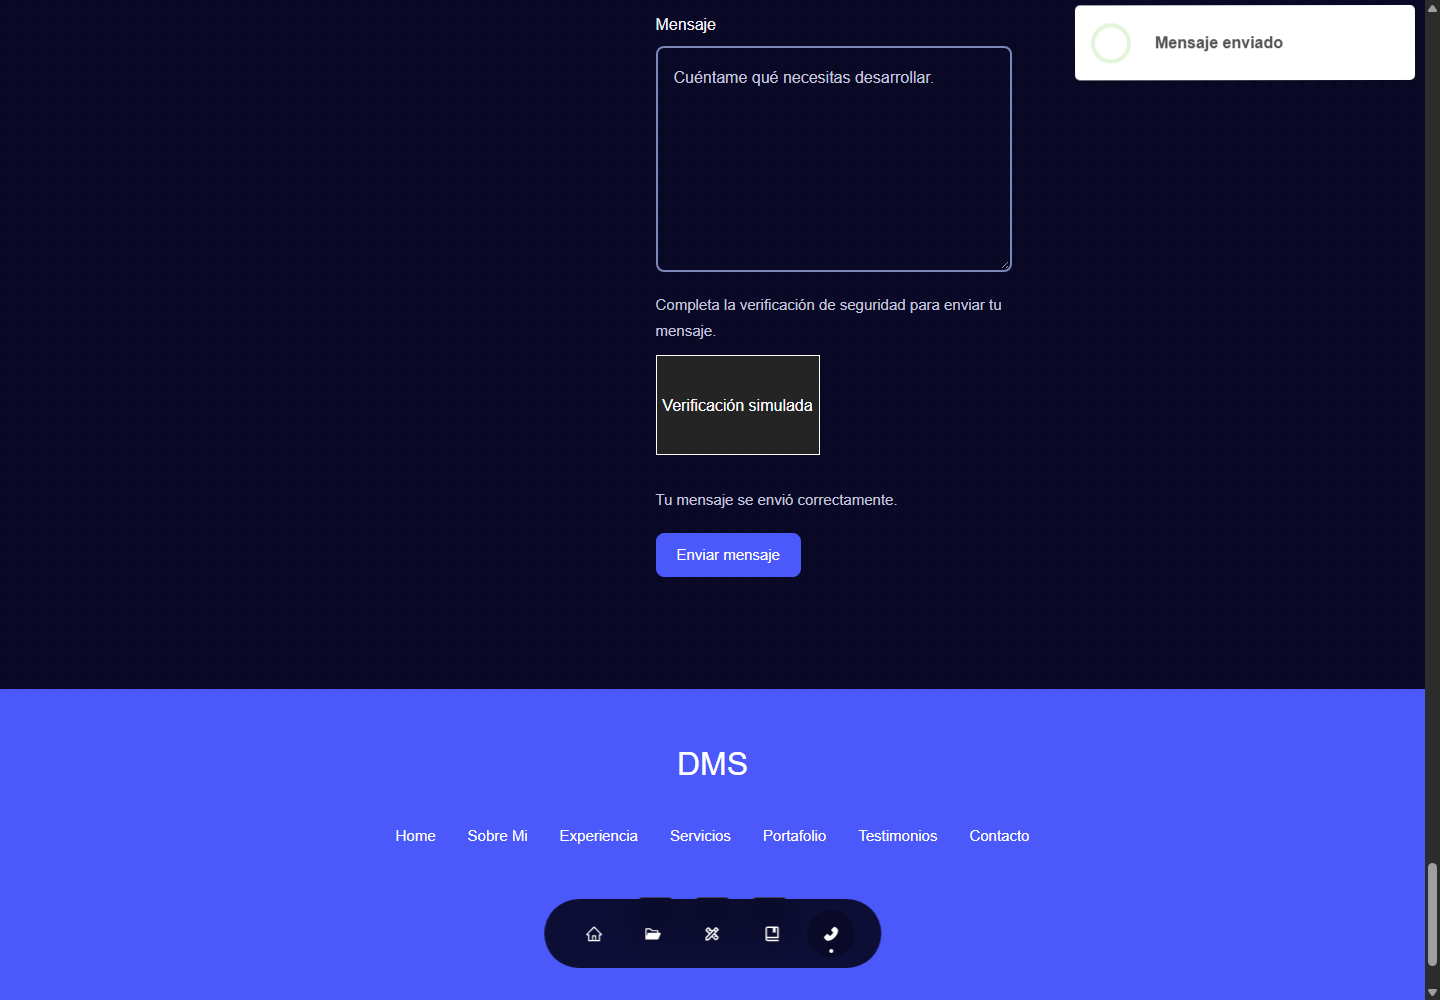 Mensaje
Mensaje enviado
Cuéntame qué necesitas desarrollar.
Completa la verificación de seguridad para enviar tu
mensaje.
Verificación simulada
Tu mensaje se envió correctamente.
Enviar mensaje
DMS
Home Sobre Mi Experiencia Servicios Portafolio Testimonios Contacto